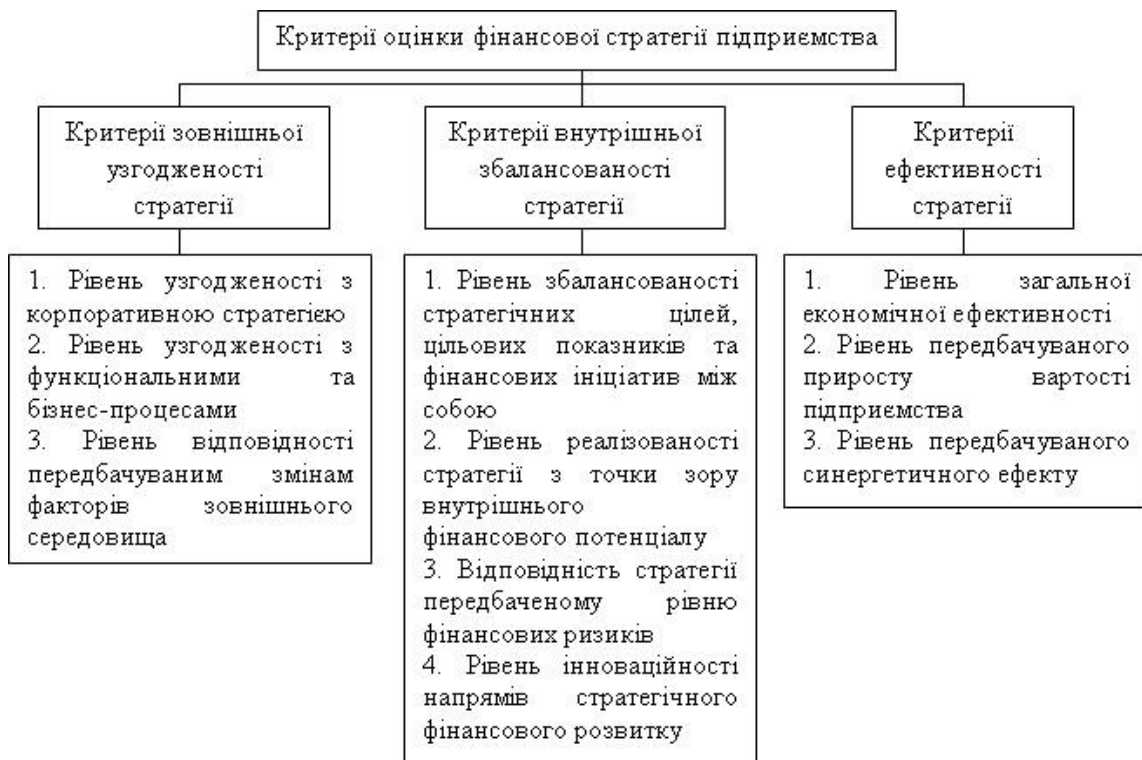 Критерії оцінки фінансової стратегії підприємства
Критерії зовнішньої
узгодженості
стратегії
Критерії внутрішньої
збалансованості
стратегії
Критерії
ефективності
стратегії
1. Рівень узгодженості з
корпоративною стратегією
2. Рівень узгодженості з
функціональними та
бізнес-процесами
3. Рівень відповідності
передбачуваним змінам
факторів зовнішнього
середовища
1. Рівень збалансованості
стратегічних цілей,
цільових показників та
фінансових ініціатив між
собою
2. Рівень реалізованості
стратегії з точки зору
внутрішнього
фінансового потенціалу
3. Відповідність стратегії
передбаченому рівню
фінансових ризиків
4. Рівень інноваційності
напрямів стратегічного
фінансового розвитку
1. Рівень загальної
економічної ефективності
2. Рівень передбачуваного
приросту вартості
підприємства
3. Рівень передбачуваного
синергетичного ефекту